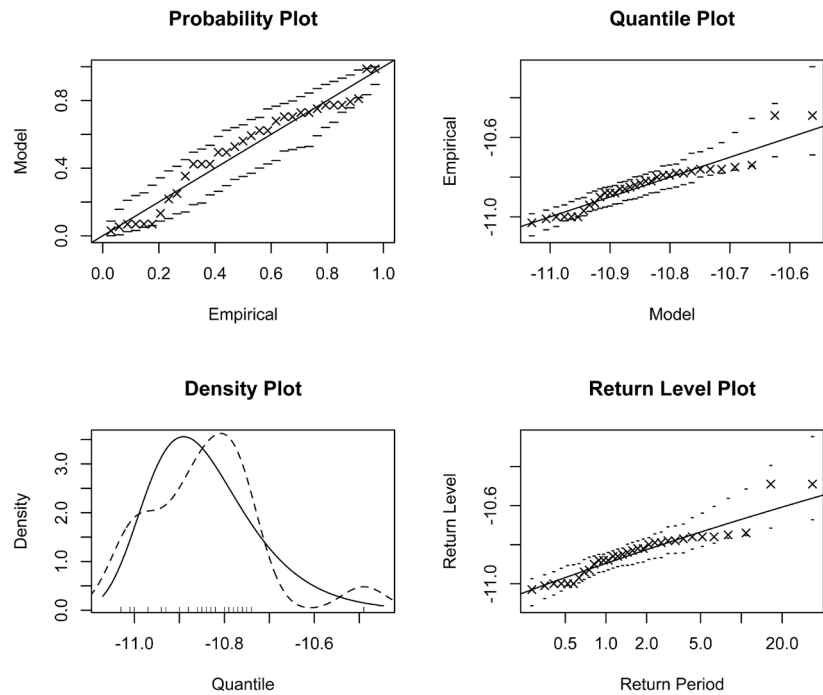 Probability Plot
Model
0.0 0.4 0.8
0.0 0.2 0.4 0.6 0.8 1.0
Empirical
Quantile Plot
Empirical
-11.0 -10.6
-11.0 -10.9 -10.8 -10.7 -10.6
Model
Density Plot
Density
0.0 1.0 2.0 3.0
-11.0 -10.8 -10.6
Quantile
Return Level Plot
Return Level
-11.0 -10.6
0.5 1.0 2.0 5.0 20.0
Return Period